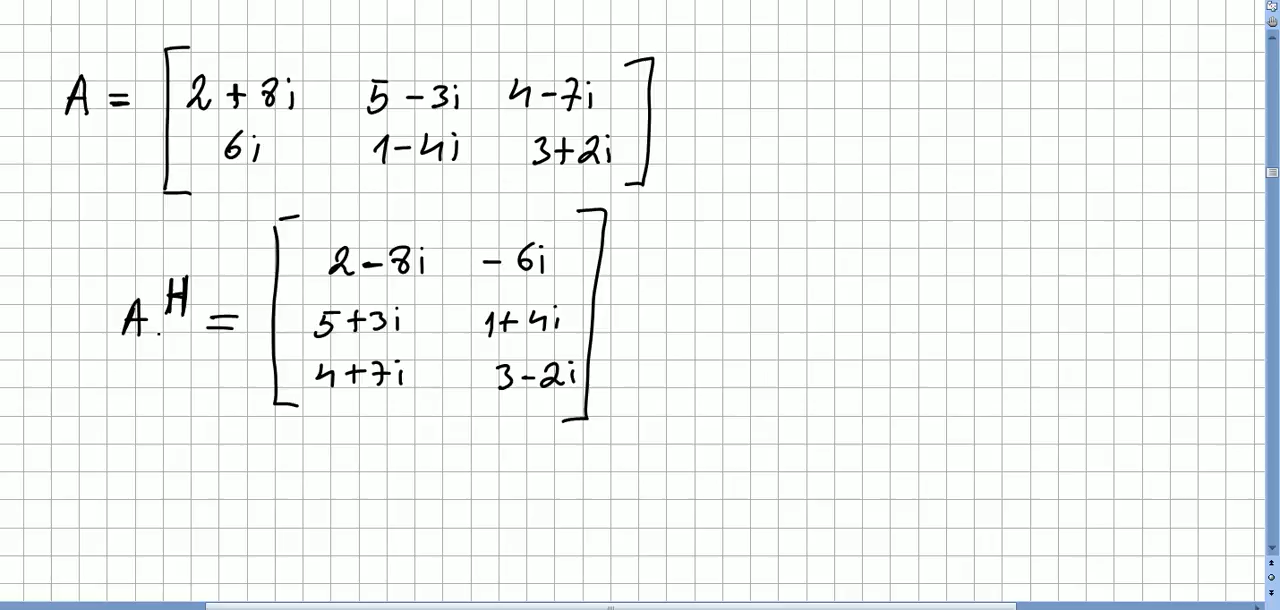 A = [ 2 + 8i 5 - 3i 4 - 7i
6i 1 - 4i 3 + 2i ]
A^H = [ 2 - 8i - 6i
5 + 3i 1 + 4i
4 + 7i 3 - 2i ]